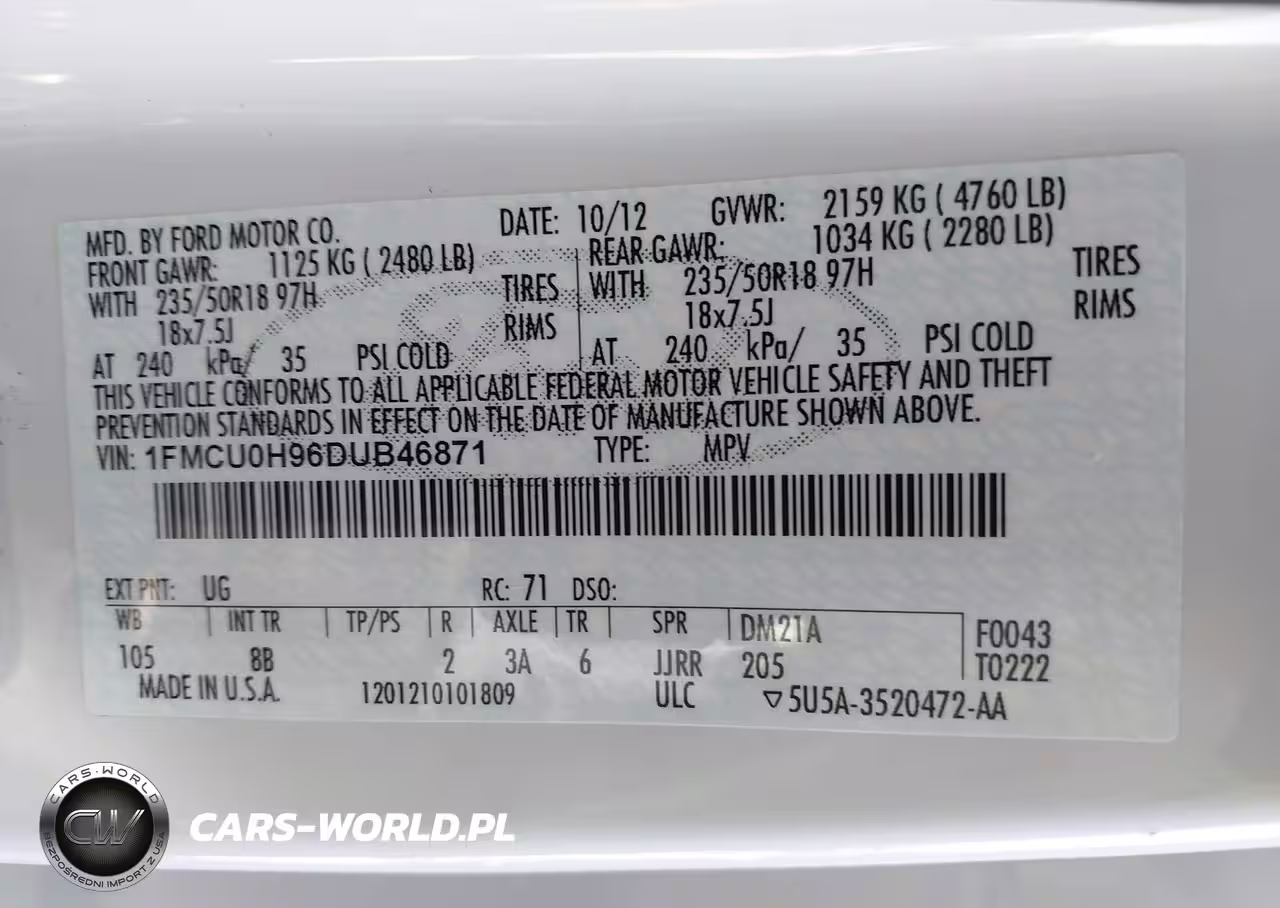 MFD. BY FORD MOTOR CO. DATE: 10/12 GVWR: 2159 KG ( 4760 LB)
FRONT GAWR: 1125 KG ( 2480 LB) REAR GAWR: 1034 KG ( 2280 LB)
WITH 235/50R18 97H TIRES WITH 235/50R18 97H TIRES
18x7.5J RIMS 18x7.5J RIMS
AT 240 kPa/ 35 PSI COLD AT 240 kPa/ 35 PSI COLD
THIS VEHICLE CONFORMS TO ALL APPLICABLE FEDERAL MOTOR VEHICLE SAFETY AND THEFT
PREVENTION STANDARDS IN EFFECT ON THE DATE OF MANUFACTURE SHOWN ABOVE.
VIN: 1FMCU0H96DUB46871 TYPE: MPV
EXT PNT: UG RC: 71 DSO:
WB INT TR TP/PS R AXLE TR SPR DM21A F0043
105 8B 2 3A 6 JJRR 205 T0222
MADE IN U.S.A. 1201210101809 ULC ▽5U5A-3520472-AA
CARS-WORLD
CW
BEZPOŚREDNI IMPORT Z USA
CARS-WORLD.PL